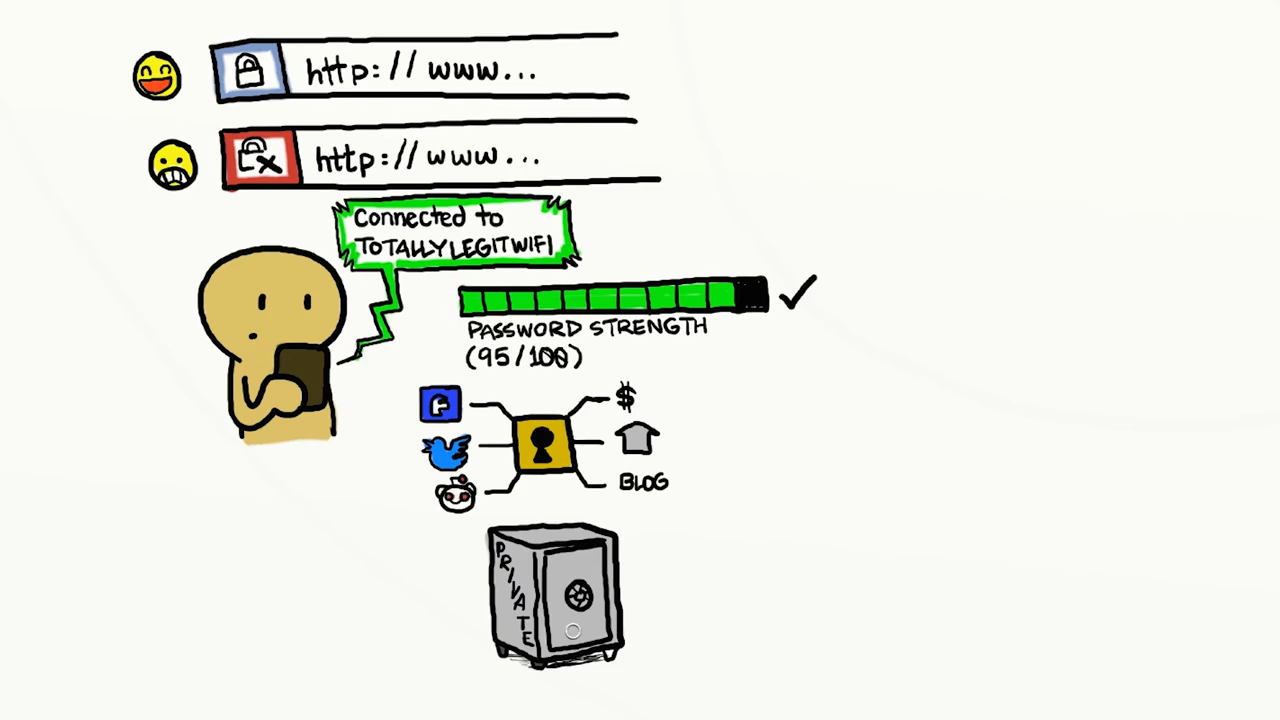 http://www...
http://www...
Connected to
TOTALLYLEGITWIFI
PASSWORD STRENGTH
(95/100)
F
$
BLOG
PRIVATE